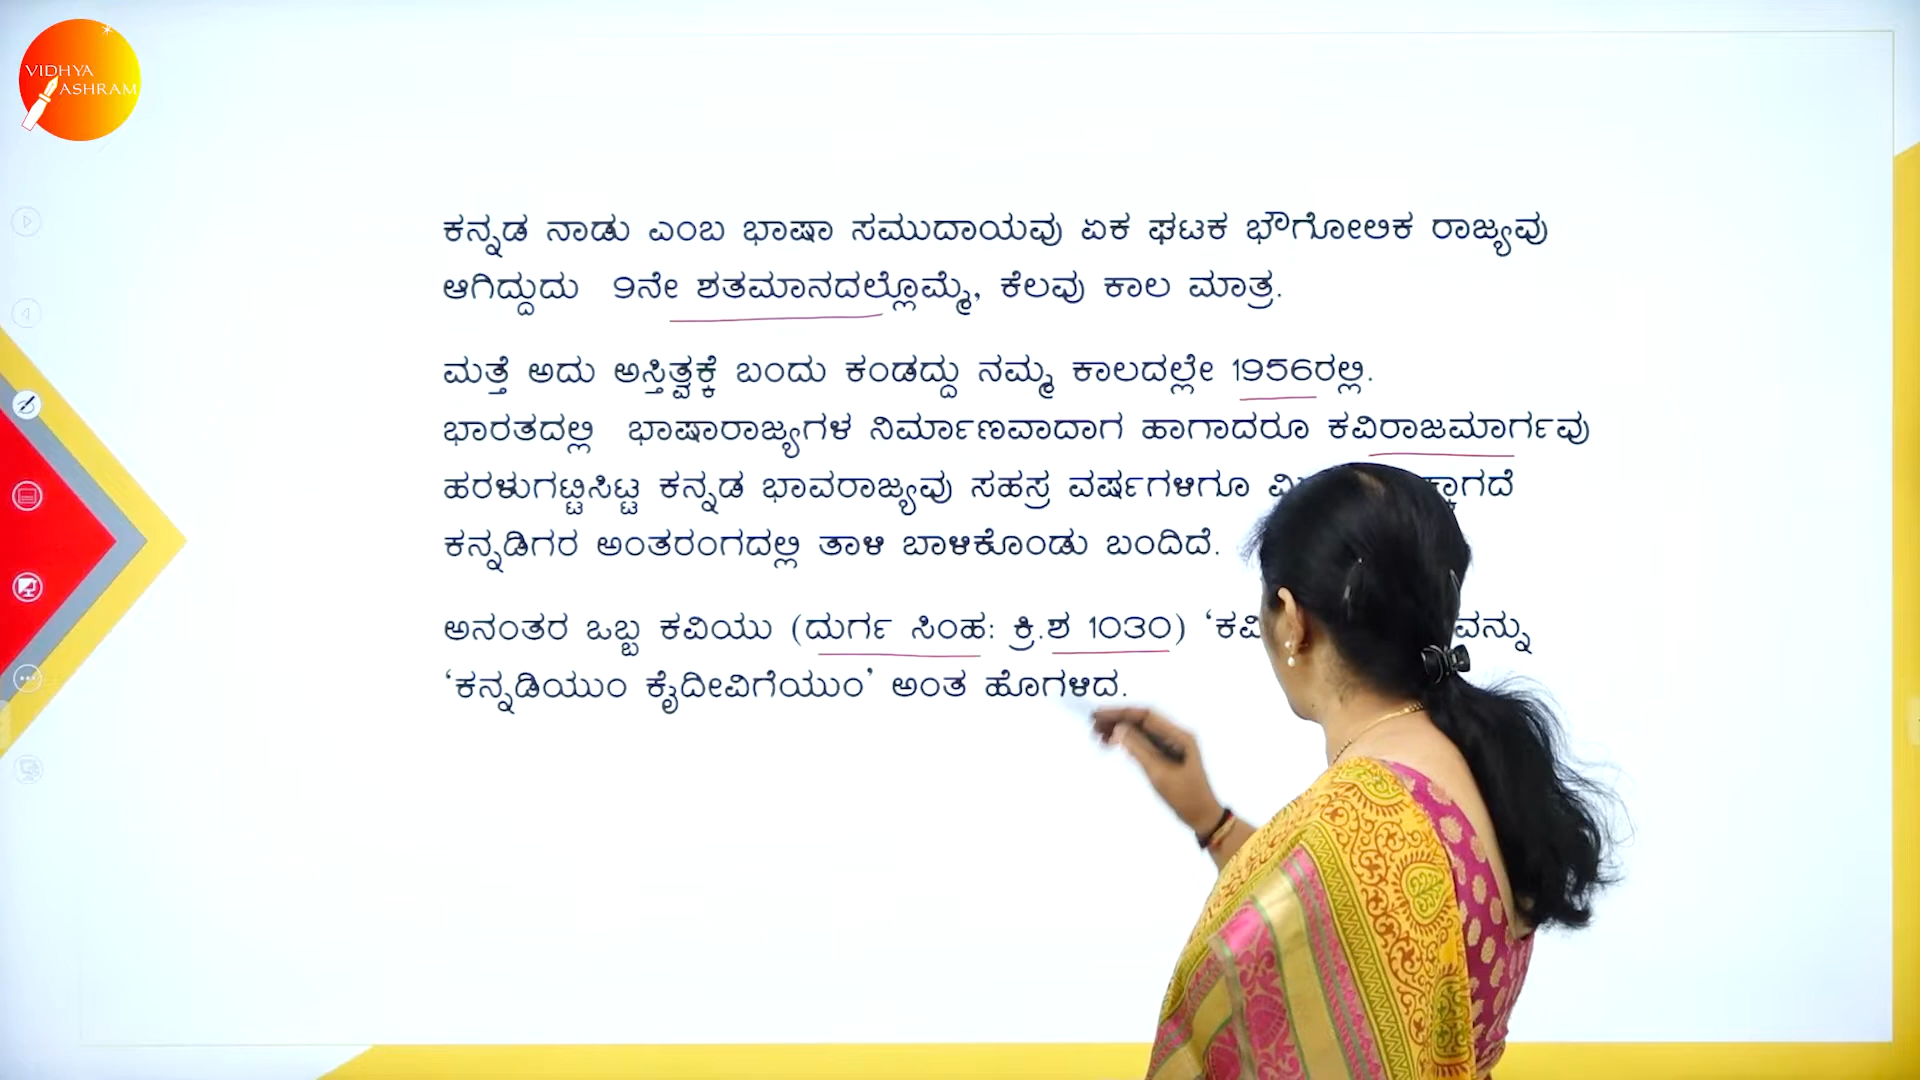 VIDHYA
ASHRAM
ಕನ್ನಡ ನಾಡು ಎಂಬ ಭಾಷಾ ಸಮುದಾಯವು ಏಕ ಘಟಕ ಭೌಗೋಲಿಕ ರಾಜ್ಯವು
ಆಗಿದ್ದುದು 9ನೇ ಶತಮಾನದಲ್ಲೊಮ್ಮೆ, ಕೆಲವು ಕಾಲ ಮಾತ್ರ.
ಮತ್ತೆ ಅದು ಅಸ್ತಿತ್ವಕ್ಕೆ ಬಂದು ಕಂಡದ್ದು ನಮ್ಮ ಕಾಲದಲ್ಲೇ 1956ರಲ್ಲಿ.
ಭಾರತದಲ್ಲಿ ಭಾಷಾರಾಜ್ಯಗಳ ನಿರ್ಮಾಣವಾದಾಗ ಹಾಗಾದರೂ ಕವಿರಾಜಮಾರ್ಗವು
ಹರಳುಗಟ್ಟಿಸಿಟ್ಟ ಕನ್ನಡ ಭಾವರಾಜ್ಯವು ಸಹಸ್ರ ವರ್ಷಗಳಿಗೂ
ಕನ್ನಡಿಗರ ಅಂತರಂಗದಲ್ಲಿ ತಾಳಿ ಬಾಳಿಕೊಂಡು ಬಂದಿದೆ.
ಅನಂತರ ಒಬ್ಬ ಕವಿಯು (ದುರ್ಗ ಸಿಂಹ: ಕ್ರಿ.ಶ 1030)
‘ಕನ್ನಡಿಯುಂ ಕೈದೀವಿಗೆಯುಂ’ ಅಂತ ಹೊಗಳಿದ.